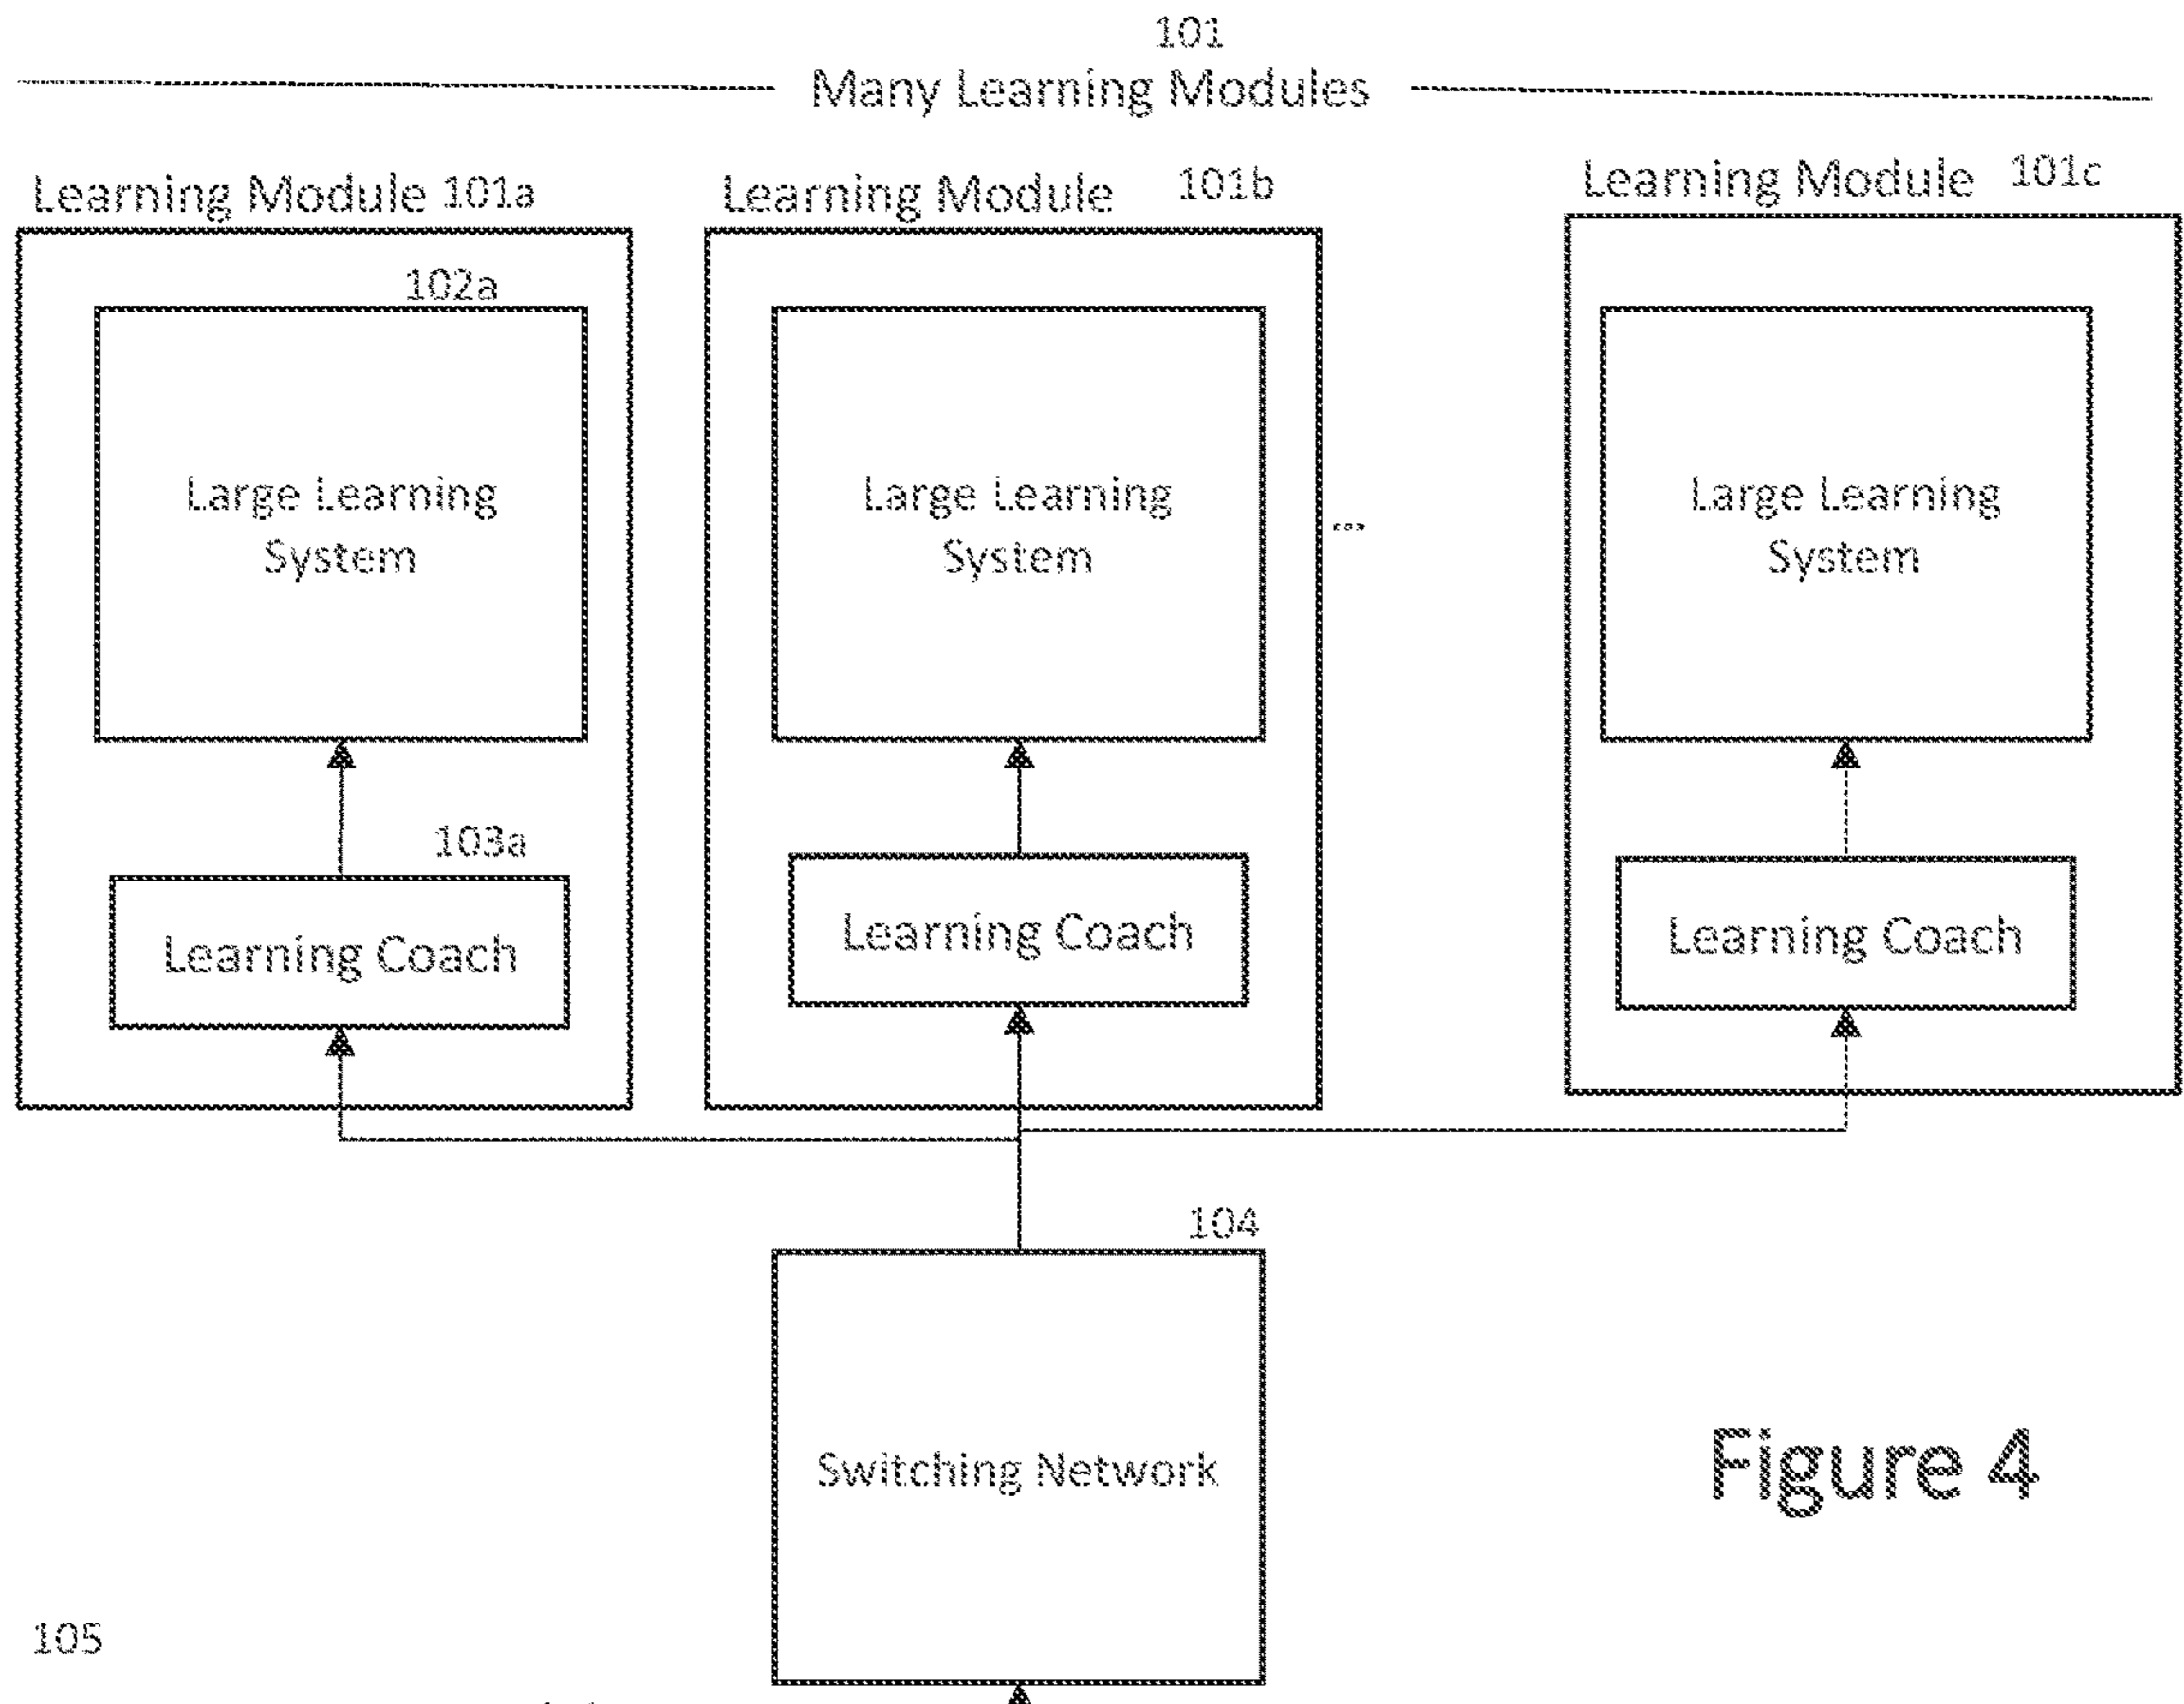 101
Many Learning Modules
Learning Module 101a
Learning Module 101b
Learning Module 101c
102a
Large Learning
System
Large Learning
System
...
Large Learning
System
103a
Learning Coach
Learning Coach
Learning Coach
104
Switching Network
Figure 4
105